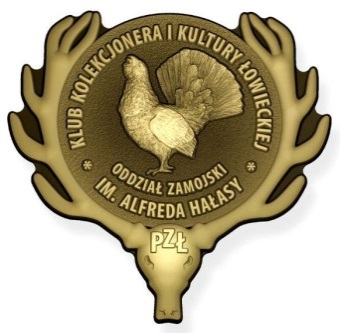 * KLUB KOLEKCJONERA I KULTURY ŁOWIECKIEJ *
ODDZIAŁ ZAMOJSKI
IM. ALFREDA HAŁASY
PZŁ